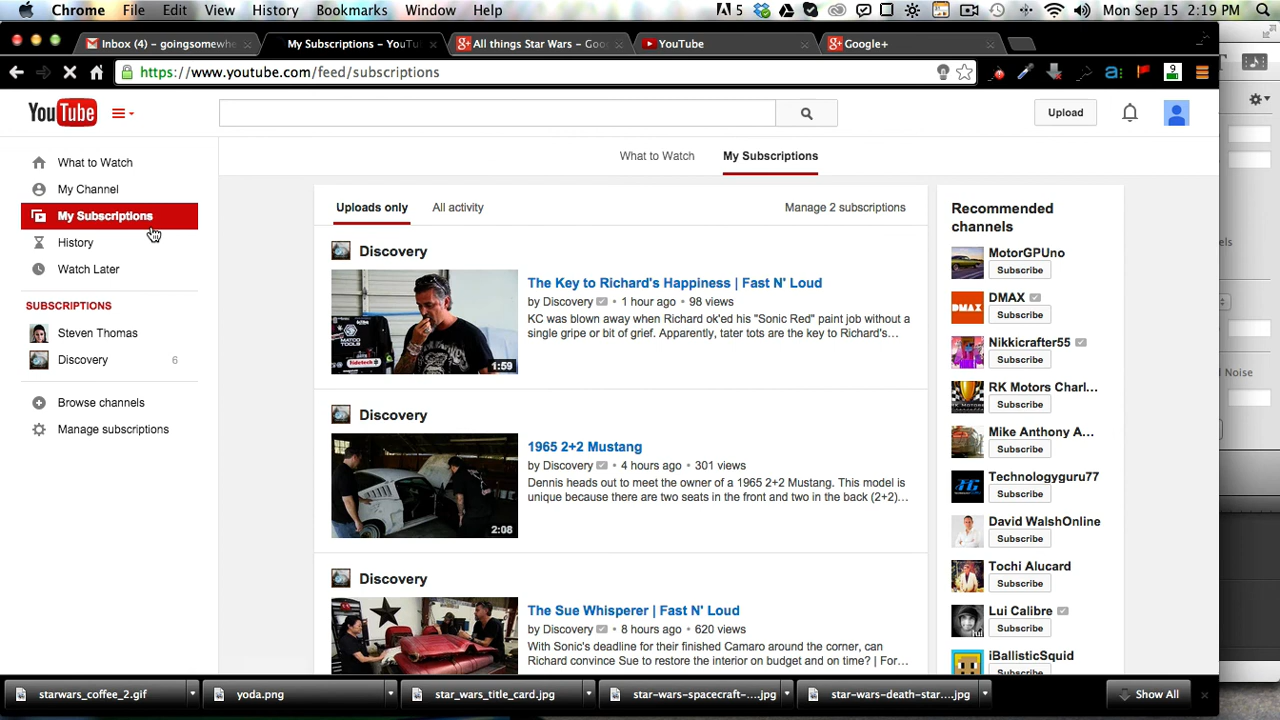 Chrome File Edit View History Bookmarks Window Help 5 Mon Sep 15 2:19 PM
Inbox (4) – goingsomewhe My Subscriptions – YouTu All things Star Wars – Goo YouTube Google+
https://www.youtube.com/feed/subscriptions a: 9
YouTube Upload
What to Watch My Subscriptions
What to Watch
My Channel
My Subscriptions
History
Watch Later
SUBSCRIPTIONS
Steven Thomas
Discovery 6
Browse channels
Manage subscriptions
Uploads only All activity Manage 2 subscriptions
Discovery
The Key to Richard's Happiness | Fast N' Loud
by Discovery • 1 hour ago • 98 views
KC was blown away when Richard ok'ed his "Sonic Red" paint job without a
single gripe or bit of grief. Apparently, tater tots are the key to Richard's...
MATCO TOOLS
Ridetech
1:59
Discovery
1965 2+2 Mustang
by Discovery • 4 hours ago • 301 views
Dennis heads out to meet the owner of a 1965 2+2 Mustang. This model is
unique because there are two seats in the front and two in the back (2+2)...
2:08
Discovery
The Sue Whisperer | Fast N' Loud
by Discovery • 8 hours ago • 620 views
With Sonic's deadline for their finished Camaro around the corner, can
Richard convince Sue to restore the interior on budget and on time? | For...
Recommended
channels
MotorGPUno
Subscribe
DMAX
DMAX
Subscribe
Nikkicrafter55
Subscribe
RK Motors Charl...
Subscribe
Mike Anthony A...
Subscribe
Technologyguru77
Subscribe
David WalshOnline
Subscribe
Tochi Alucard
Subscribe
Lui Calibre
Subscribe
iBallisticSquid
Subscribe
els
Noise
starwars_coffee_2.gif yoda.png star_wars_title_card.jpg star-wars-spacecraft-....jpg star-wars-death-star....jpg Show All